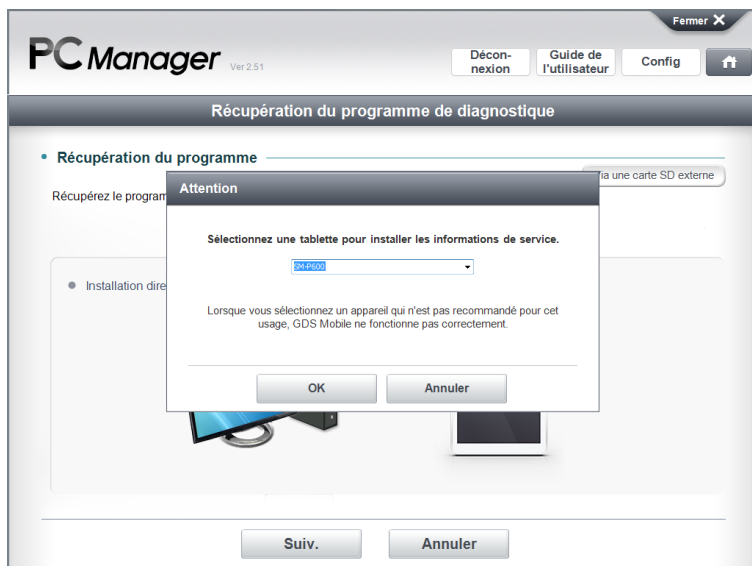 Fermer X
PC Manager Ver 2.51
Décon-
nexion
Guide de
l'utilisateur
Config
Récupération du programme de diagnostique
Récupération du programme
ia une carte SD externe
Récupérez le program
Attention
Sélectionnez une tablette pour installer les informations de service.
SM-P600
Lorsque vous sélectionnez un appareil qui n'est pas recommandé pour cet
usage, GDS Mobile ne fonctionne pas correctement.
OK
Annuler
Installation dire
Suiv.
Annuler